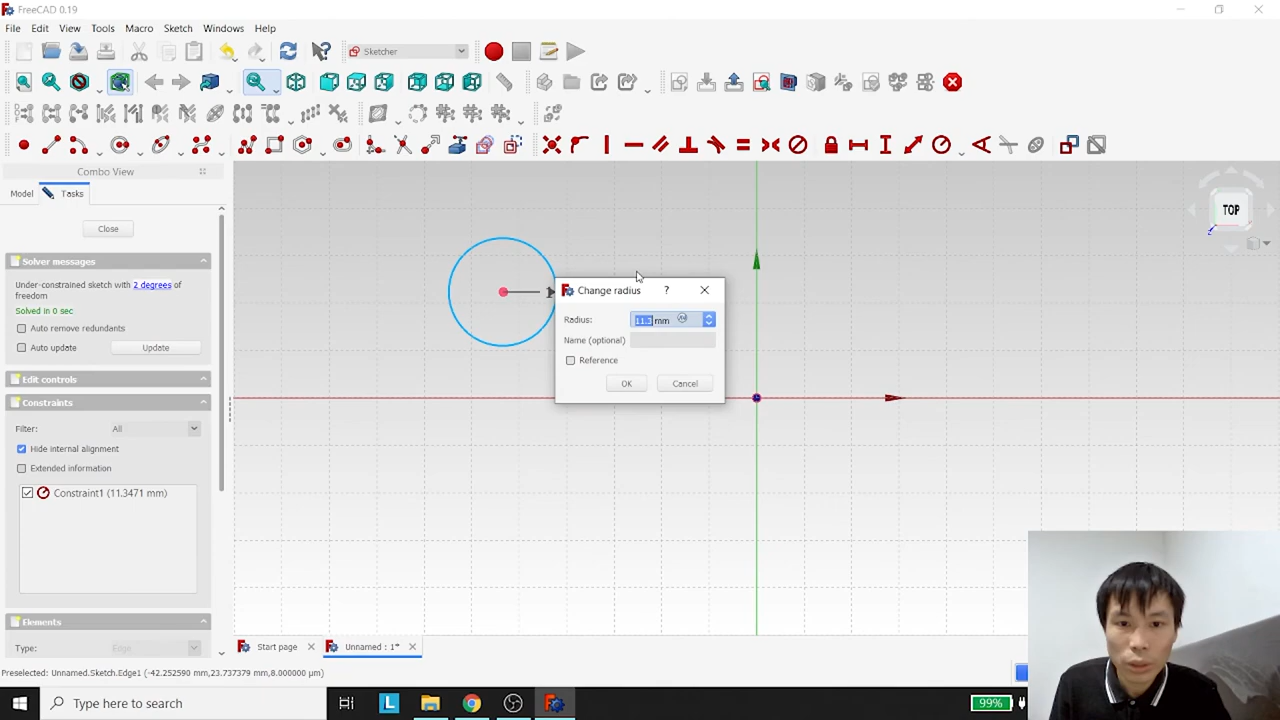 FreeCAD 0.19
File Edit View Tools Macro Sketch Windows Help
Sketcher
Combo View
Model Tasks
Close
Solver messages
Under-constrained sketch with 2 degrees of
freedom
Solved in 0 sec
Auto remove redundants
Auto update Update
Edit controls
Constraints
Filter: All
Hide internal alignment
Extended information
Constraint1 (11.3471 mm)
Elements
Type: Edge
TOP
Change radius ?
Radius: 11.3 mm
Name (optional)
Reference
OK Cancel
Start page Unnamed : 1*
Preselected: Unnamed.Sketch.Edge1 (-42.252590 mm,23.737379 mm,8.000000 µm)
Type here to search
L
99%